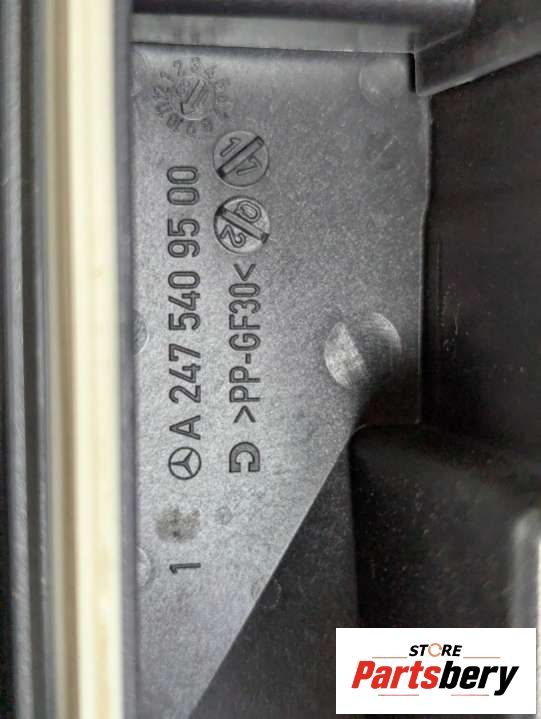 A 247 540 95 00
>PP-GF30<
1
STORE
Partsbery